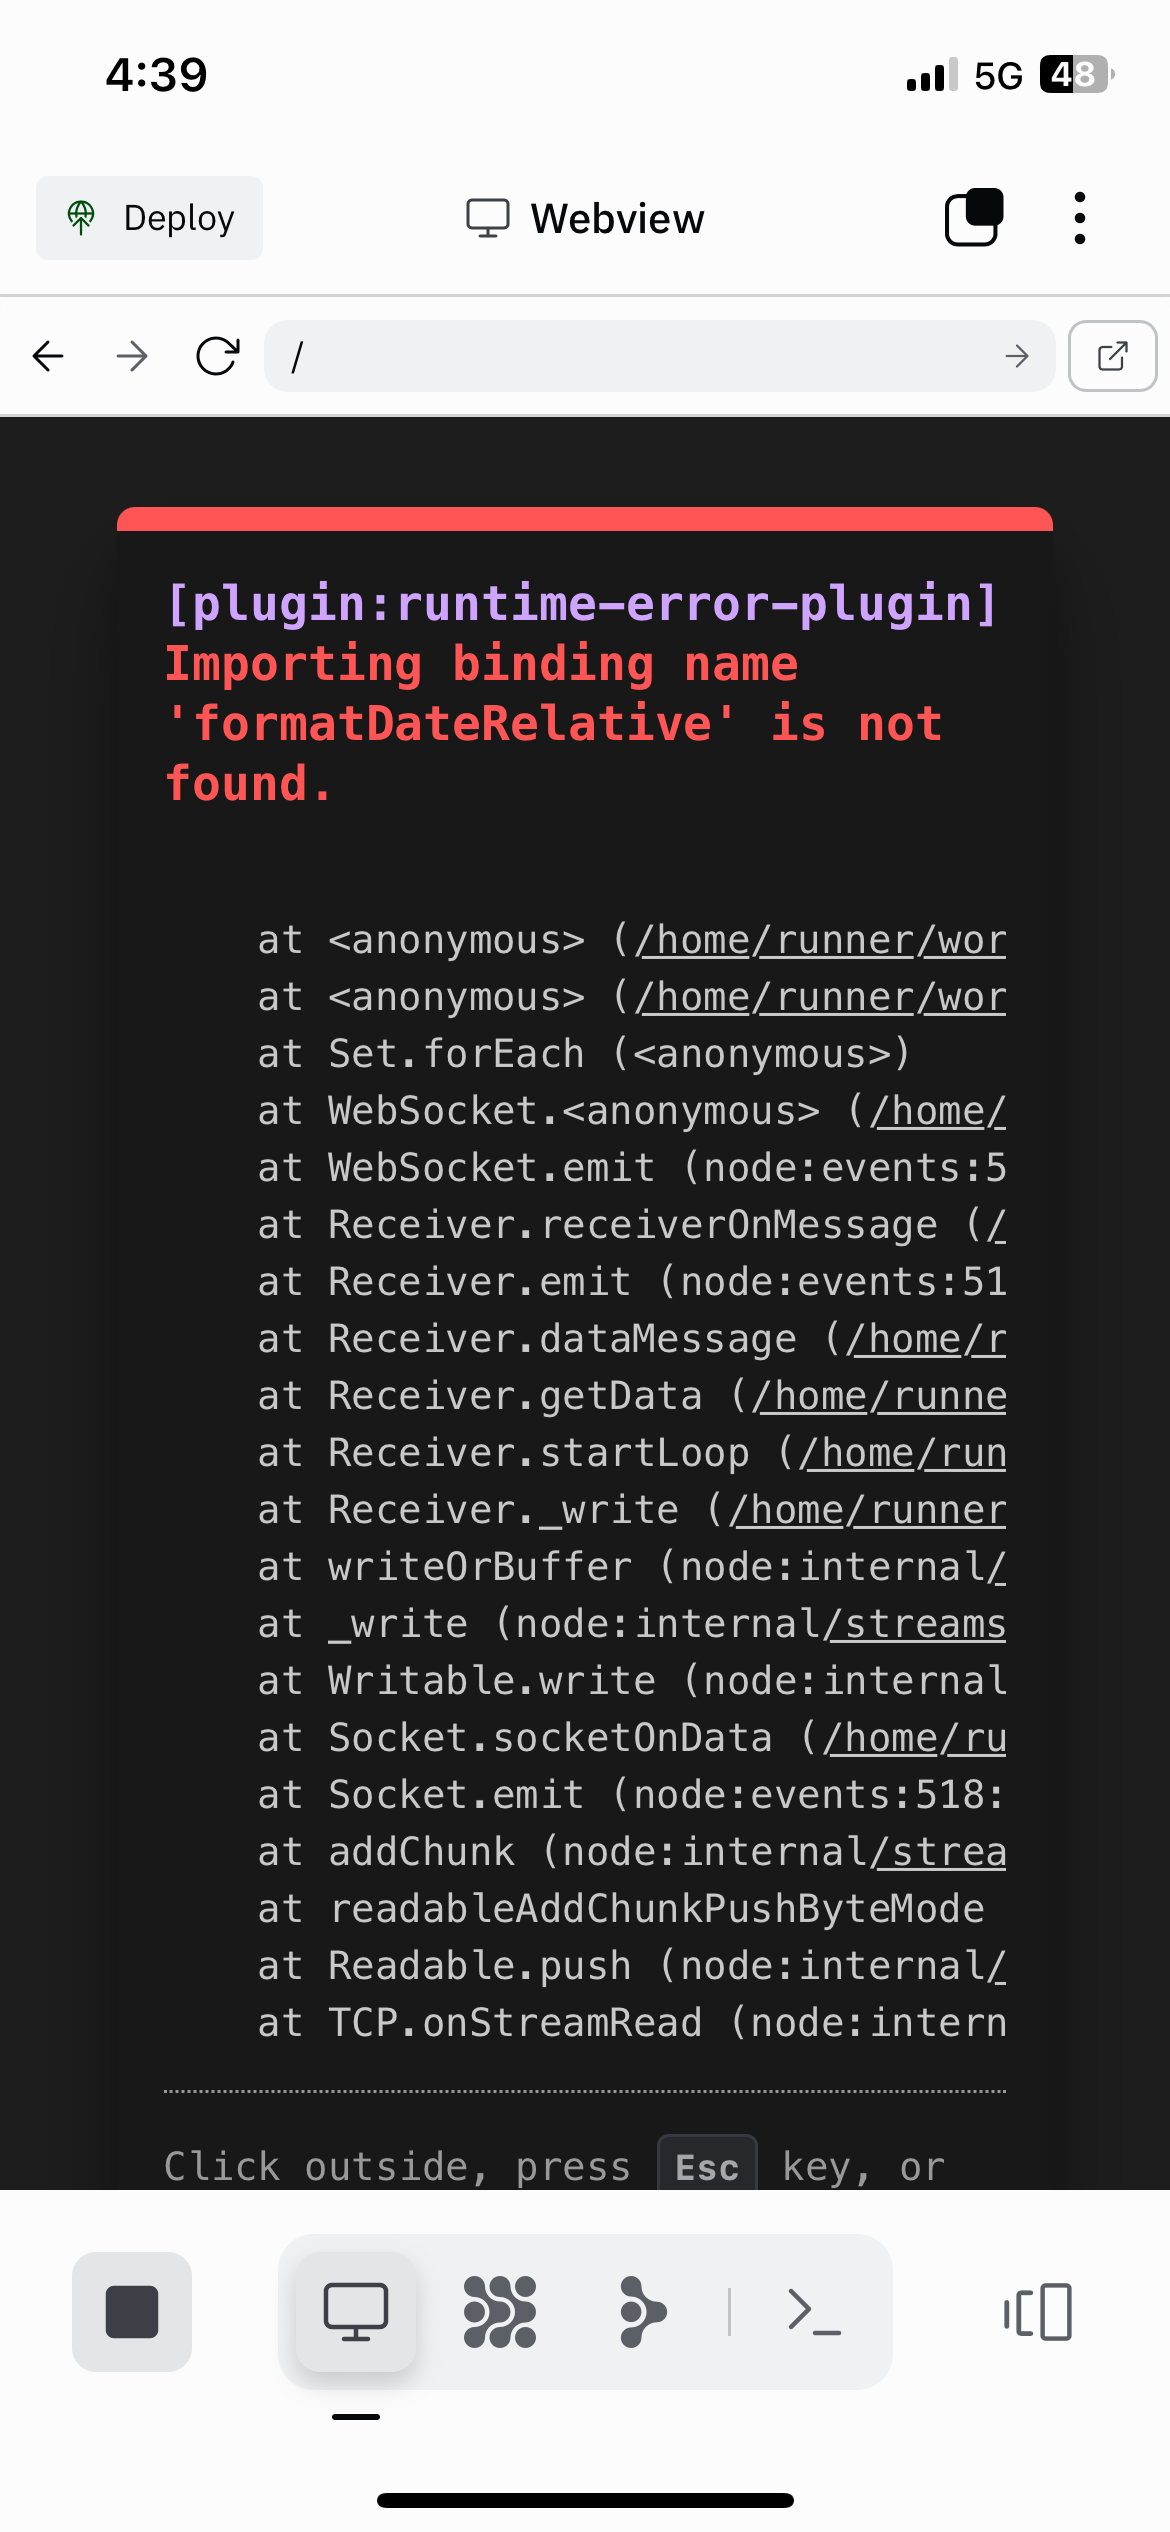 4:39
5G 48
Deploy
Webview
/
[plugin:runtime-error-plugin]
Importing binding name
'formatDateRelative' is not
found.
at <anonymous> (/home/runner/wor
at <anonymous> (/home/runner/wor
at Set.forEach (<anonymous>)
at WebSocket.<anonymous> (/home/
at WebSocket.emit (node:events:5
at Receiver.receiverOnMessage (/
at Receiver.emit (node:events:51
at Receiver.dataMessage (/home/r
at Receiver.getData (/home/runne
at Receiver.startLoop (/home/run
at Receiver._write (/home/runner
at writeOrBuffer (node:internal/
at _write (node:internal/streams
at Writable.write (node:internal
at Socket.socketOnData (/home/ru
at Socket.emit (node:events:518:
at addChunk (node:internal/strea
at readableAddChunkPushByteMode
at Readable.push (node:internal/
at TCP.onStreamRead (node:intern
Click outside, press Esc key, or